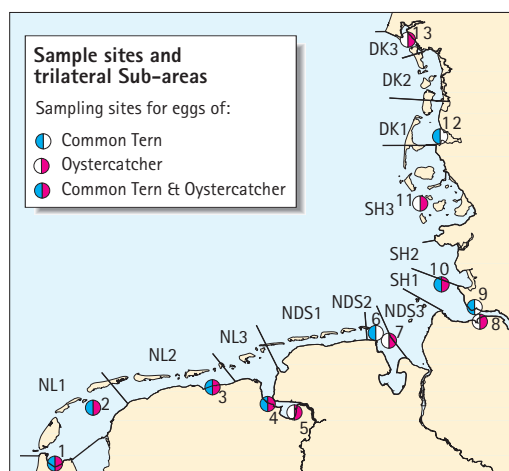 Sample sites and
trilateral Sub-areas
Sampling sites for eggs of:
Common Tern
Oystercatcher
Common Tern & Oystercatcher
13
DK3
DK2
DK1
12
11
SH3
SH2
10
SH1
9
8
NDS1
NDS2
NDS3
6
7
NL3
NL2
NL1
3
2
4
5
1